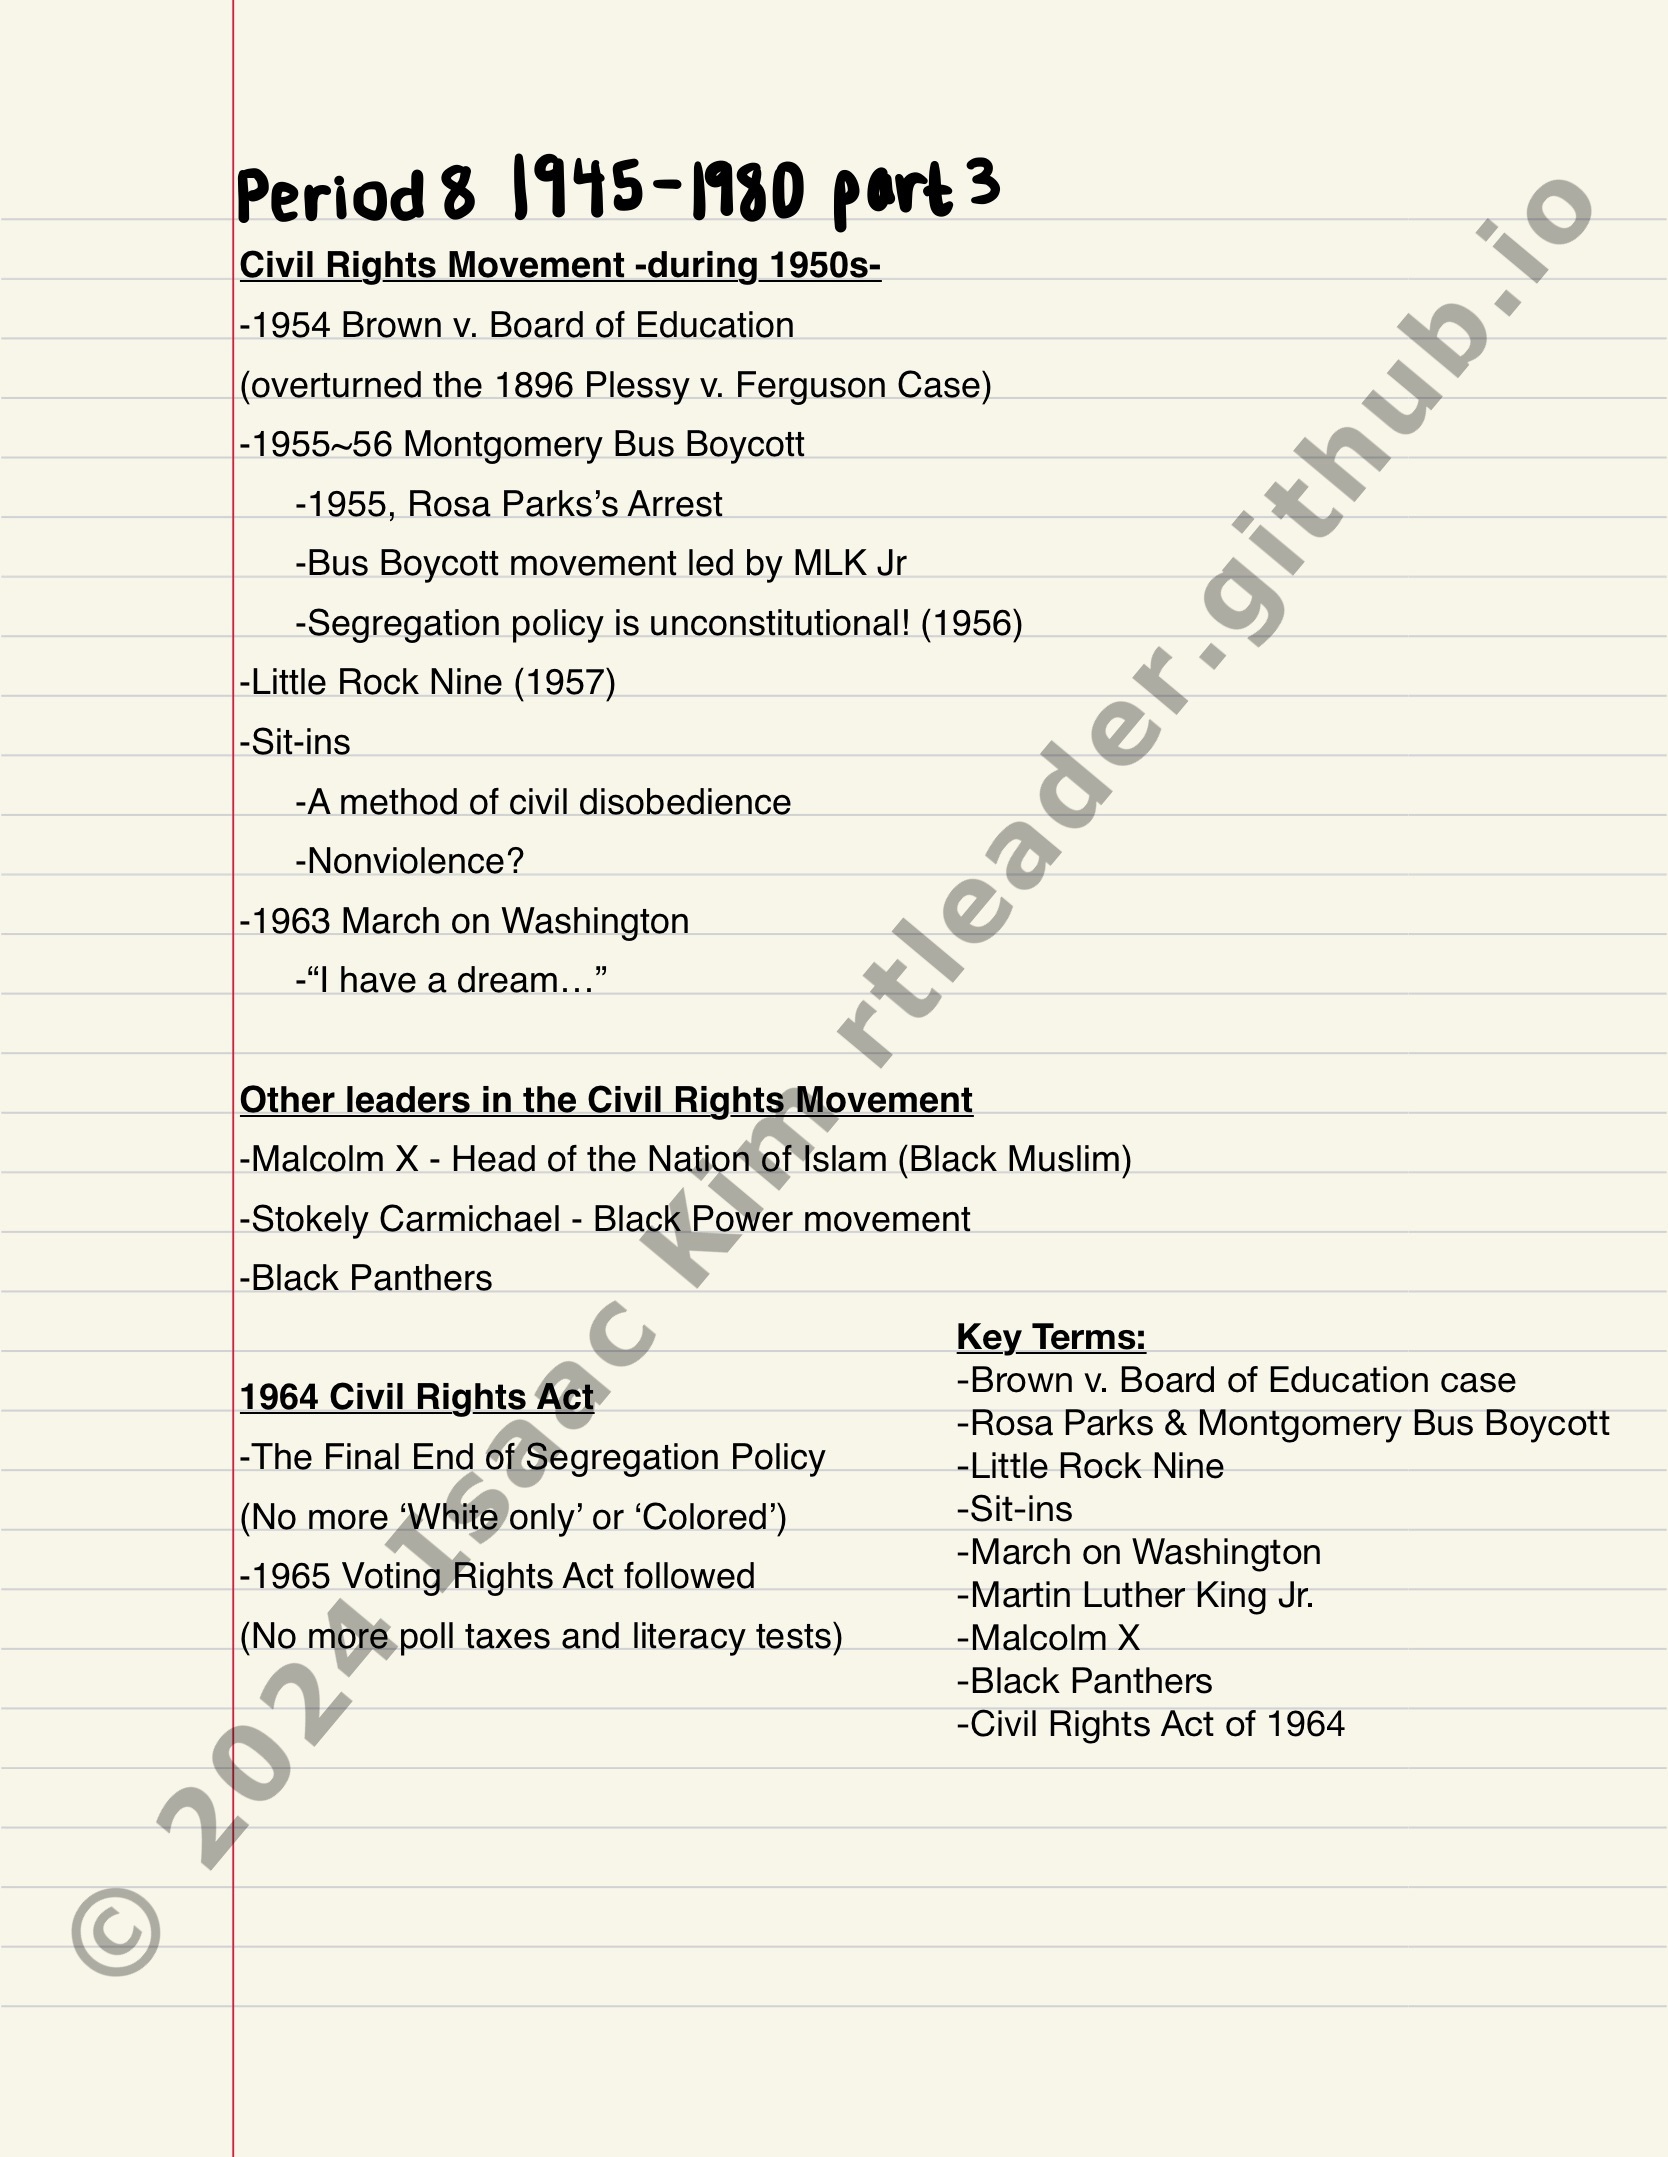 Period 8 1945-1980 part 3
Civil Rights Movement -during 1950s-
-1954 Brown v. Board of Education
(overturned the 1896 Plessy v. Ferguson Case)
-1955~56 Montgomery Bus Boycott
-1955, Rosa Parks’s Arrest
-Bus Boycott movement led by MLK Jr
-Segregation policy is unconstitutional! (1956)
-Little Rock Nine (1957)
-Sit-ins
-A method of civil disobedience
-Nonviolence?
-1963 March on Washington
-“I have a dream…”
Other leaders in the Civil Rights Movement
-Malcolm X - Head of the Nation of Islam (Black Muslim)
-Stokely Carmichael - Black Power movement
-Black Panthers
1964 Civil Rights Act
-The Final End of Segregation Policy
(No more ‘White only’ or ‘Colored’)
-1965 Voting Rights Act followed
(No more poll taxes and literacy tests)
Key Terms:
-Brown v. Board of Education case
-Rosa Parks & Montgomery Bus Boycott
-Little Rock Nine
-Sit-ins
-March on Washington
-Martin Luther King Jr.
-Malcolm X
-Black Panthers
-Civil Rights Act of 1964
© 2024 Isaac Kim rtleader.github.io